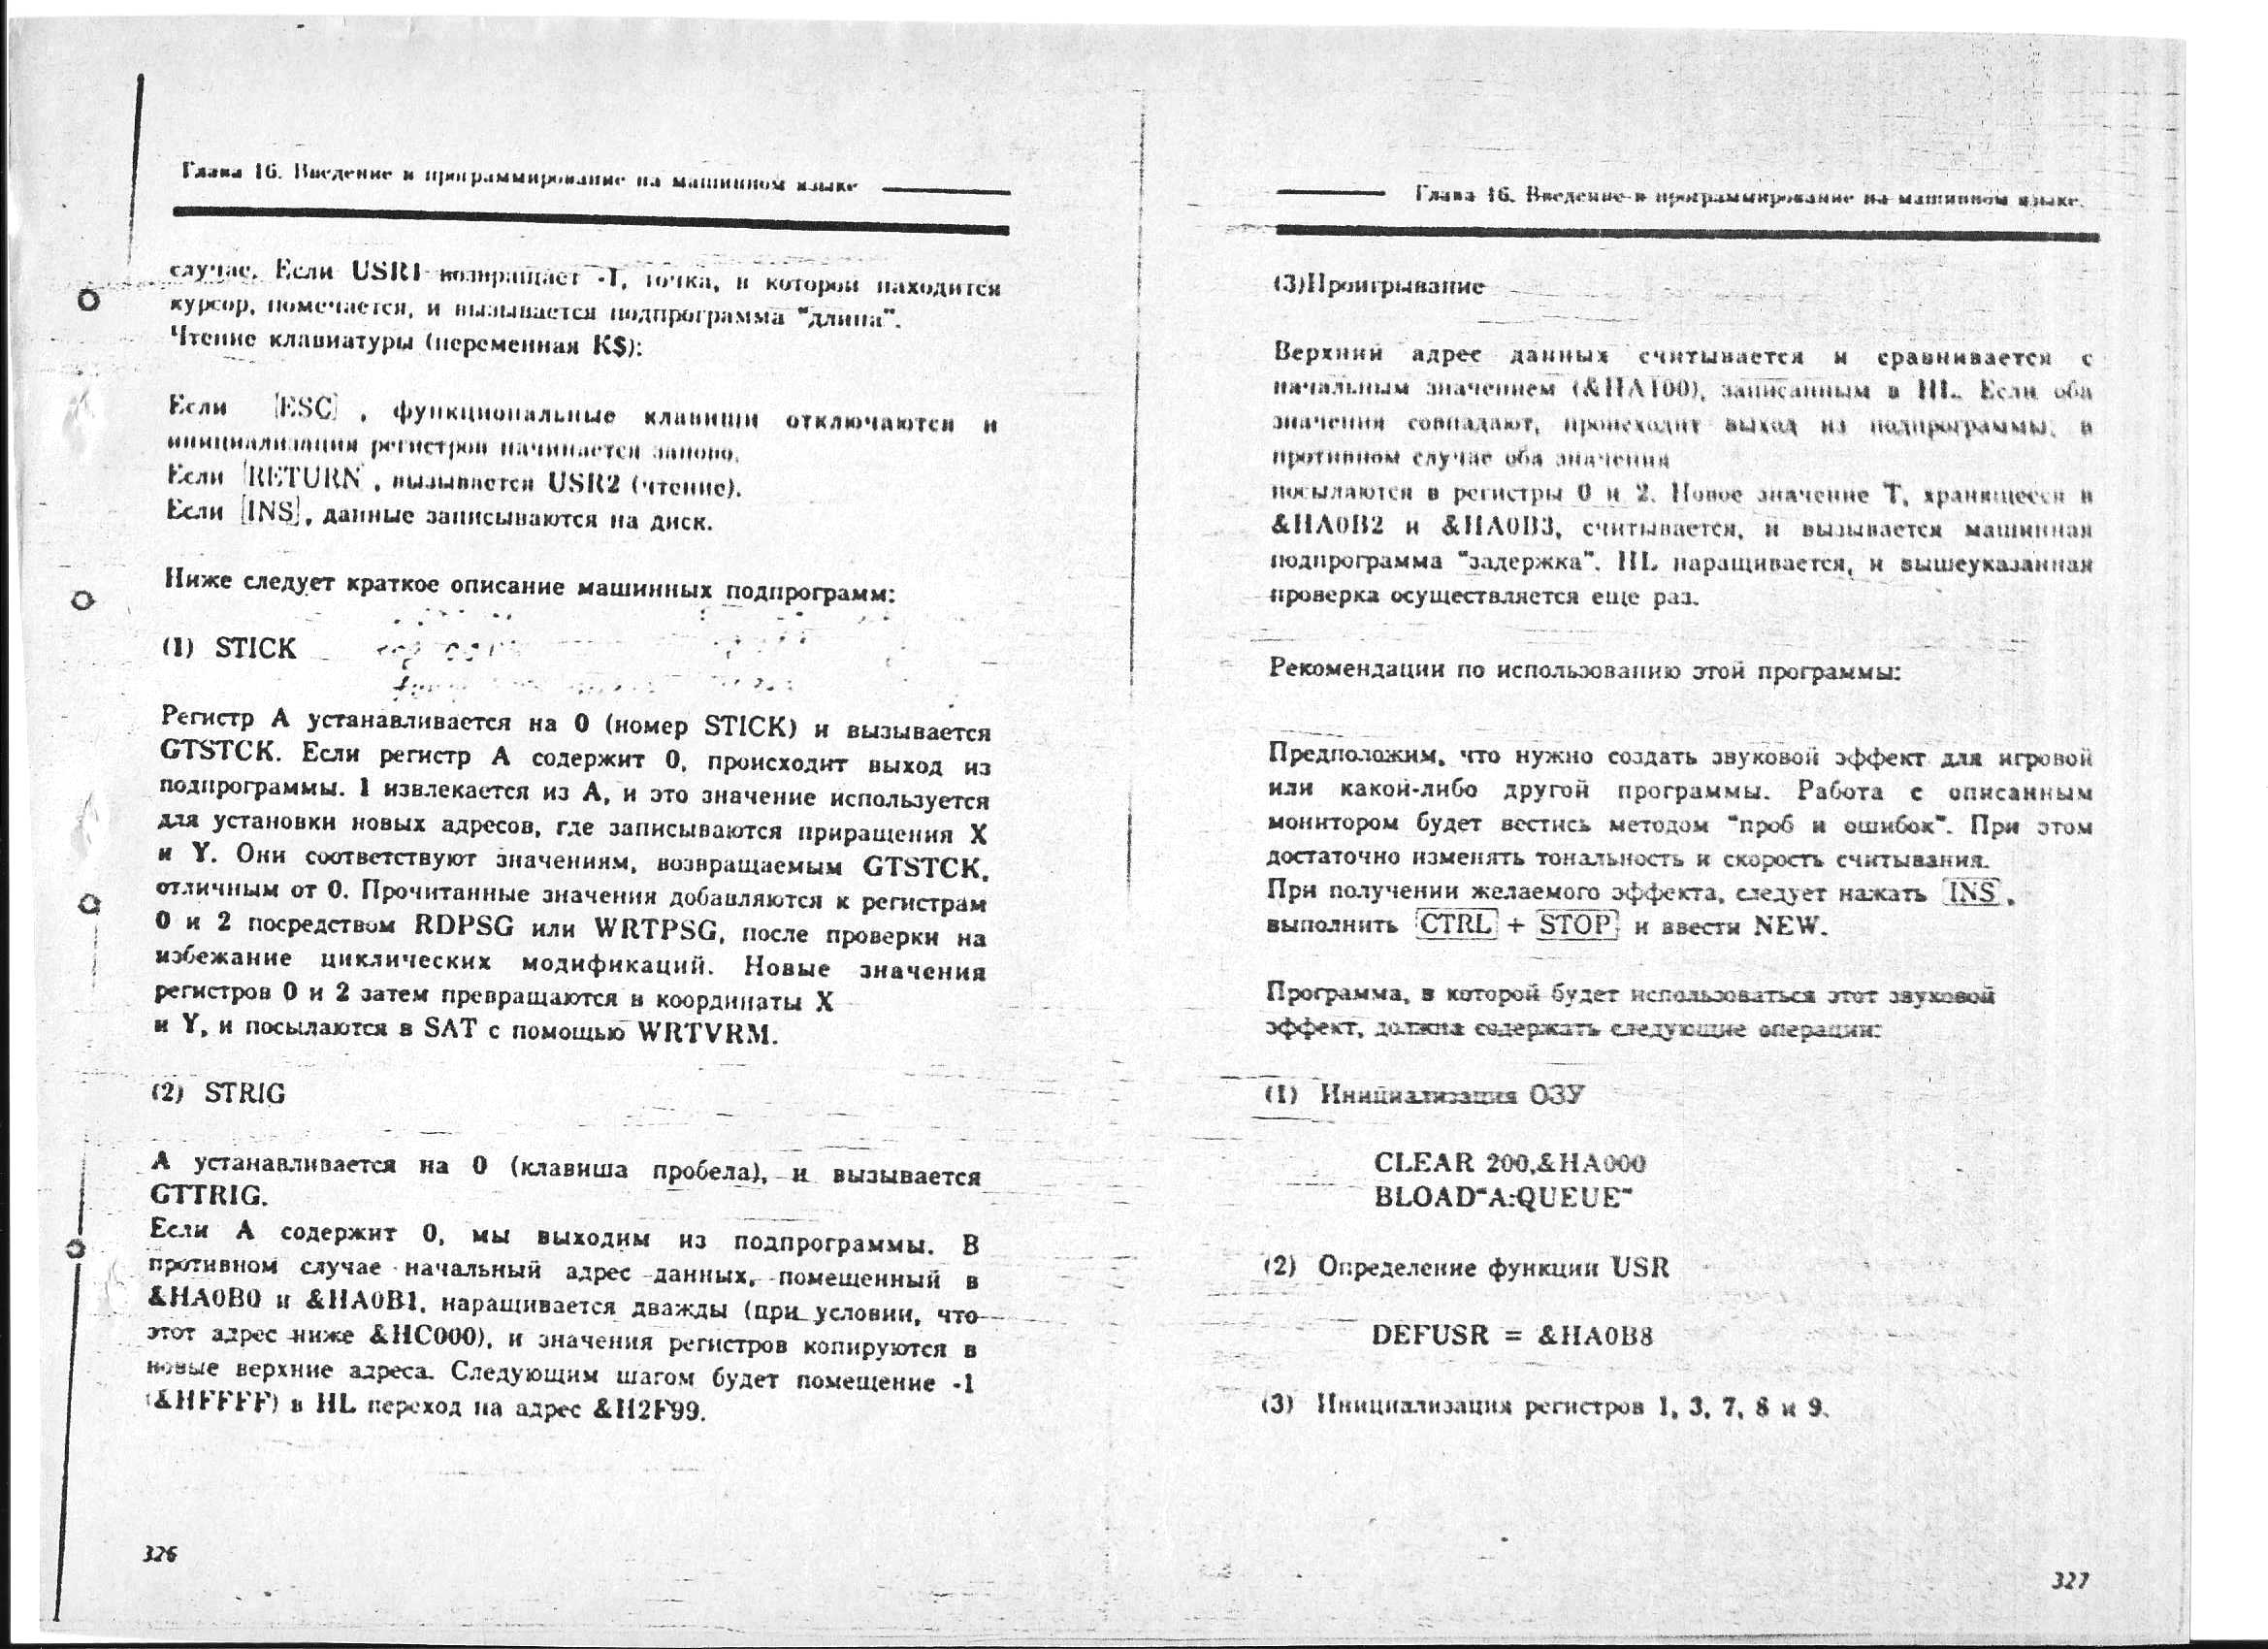 Глава 16. Введение в программирование на машинном языке
случае. Если USR1 возвращает -1, точка, в которой находится
курсор, помечается, и вызывается подпрограмма "длина".
Чтение клавиатуры (переменная K$):
Если [ESC] , функциональные клавиши отключаются и
инициализация регистров начинается заново.
Если [RETURN] , вызывается USR2 (чтение).
Если [INS], данные записываются на диск.
Ниже следует краткое описание машинных подпрограмм:
(1) STICK
Регистр А устанавливается на 0 (номер STICK) и вызывается
GTSTCK. Если регистр А содержит 0, происходит выход из
подпрограммы. 1 извлекается из А, и это значение используется
для установки новых адресов, где записываются приращения X
и Y. Они соответствуют значениям, возвращаемым GTSTCK,
отличным от 0. Прочитанные значения добавляются к регистрам
0 и 2 посредством RDPSG или WRTPSG, после проверки на
избежание циклических модификаций. Новые значения
регистров 0 и 2 затем превращаются в координаты X
и Y, и посылаются в SAT с помощью WRTVRM.
(2) STRIG
А устанавливается на 0 (клавиша пробела), и вызывается
GTTRIG.
Если А содержит 0, мы выходим из подпрограммы. В
противном случае начальный адрес данных, помещенный в
&HA0B0 и &HA0B1, наращивается дважды (при условии, что
этот адрес ниже &HC000), и значения регистров копируются в
новые верхние адреса. Следующим шагом будет помещение -1
(&HFFFF) в HL переход на адрес &H2F99.
326
Глава 16. Введение в программирование на машинном языке.
(3)Проигрывание
Верхний адрес данных считывается и сравнивается с
начальным значением (&HA100), записанным в HL. Если оба
значения совпадают, происходит выход из подпрограммы, в
противном случае оба значения
посылаются в регистры 0 и 2. Новое значение T, хранящееся в
&HA0B2 и &HA0B3, считывается, и вызывается машинная
подпрограмма "задержка". HL наращивается, и вышеуказанная
проверка осуществляется еще раз.
Рекомендации по использованию этой программы:
Предположим, что нужно создать звуковой эффект для игровой
или какой-либо другой программы. Работа с описанным
монитором будет вестись методом "проб и ошибок". При этом
достаточно изменять тональность и скорость считывания.
При получении желаемого эффекта, следует нажать [INS],
выполнить [CTRL] + [STOP] и ввести NEW.
Программа, в которой будет использоваться этот звуковой
эффект, должна содержать следующие операции:
(1) Инициализация ОЗУ
CLEAR 200,&HA000
BLOAD"A:QUEUE"
(2) Определение функции USR
DEFUSR = &HA0B8
(3) Инициализация регистров 1, 3, 7, 8 и 9.
327